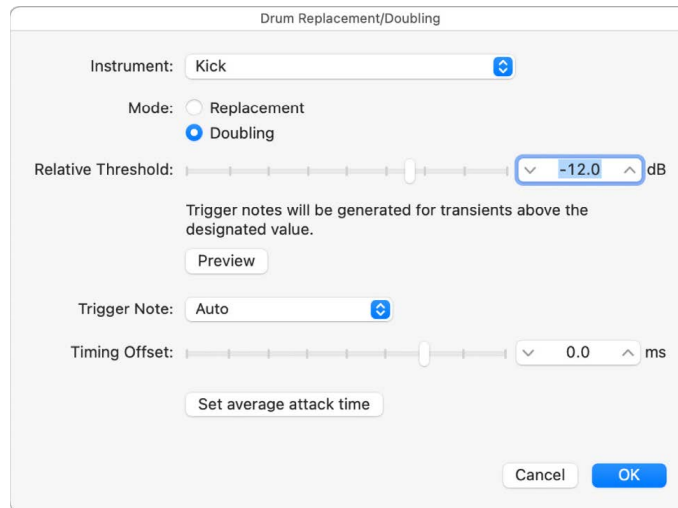 Drum Replacement/Doubling
Instrument: Kick
Mode: Replacement
Doubling
Relative Threshold: -12.0 dB
Trigger notes will be generated for transients above the
designated value.
Preview
Trigger Note: Auto
Timing Offset: 0.0 ms
Set average attack time
Cancel OK